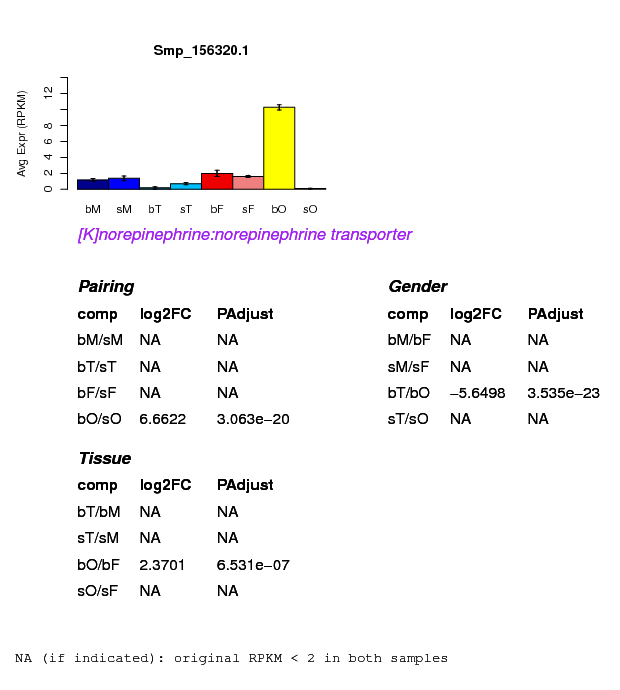 Smp_156320.1
Avg Expr (RPKM)
12
8
6
4
2
0
bM sM bT sT bF sF bO sO
[K]norepinephrine:norepinephrine transporter
Pairing
comp log2FC PAdjust
bM/sM NA NA
bT/sT NA NA
bF/sF NA NA
bO/sO 6.6622 3.063e−20
Gender
comp log2FC PAdjust
bM/bF NA NA
sM/sF NA NA
bT/bO −5.6498 3.535e−23
sT/sO NA NA
Tissue
comp log2FC PAdjust
bT/bM NA NA
sT/sM NA NA
bO/bF 2.3701 6.531e−07
sO/sF NA NA
NA (if indicated): original RPKM < 2 in both samples